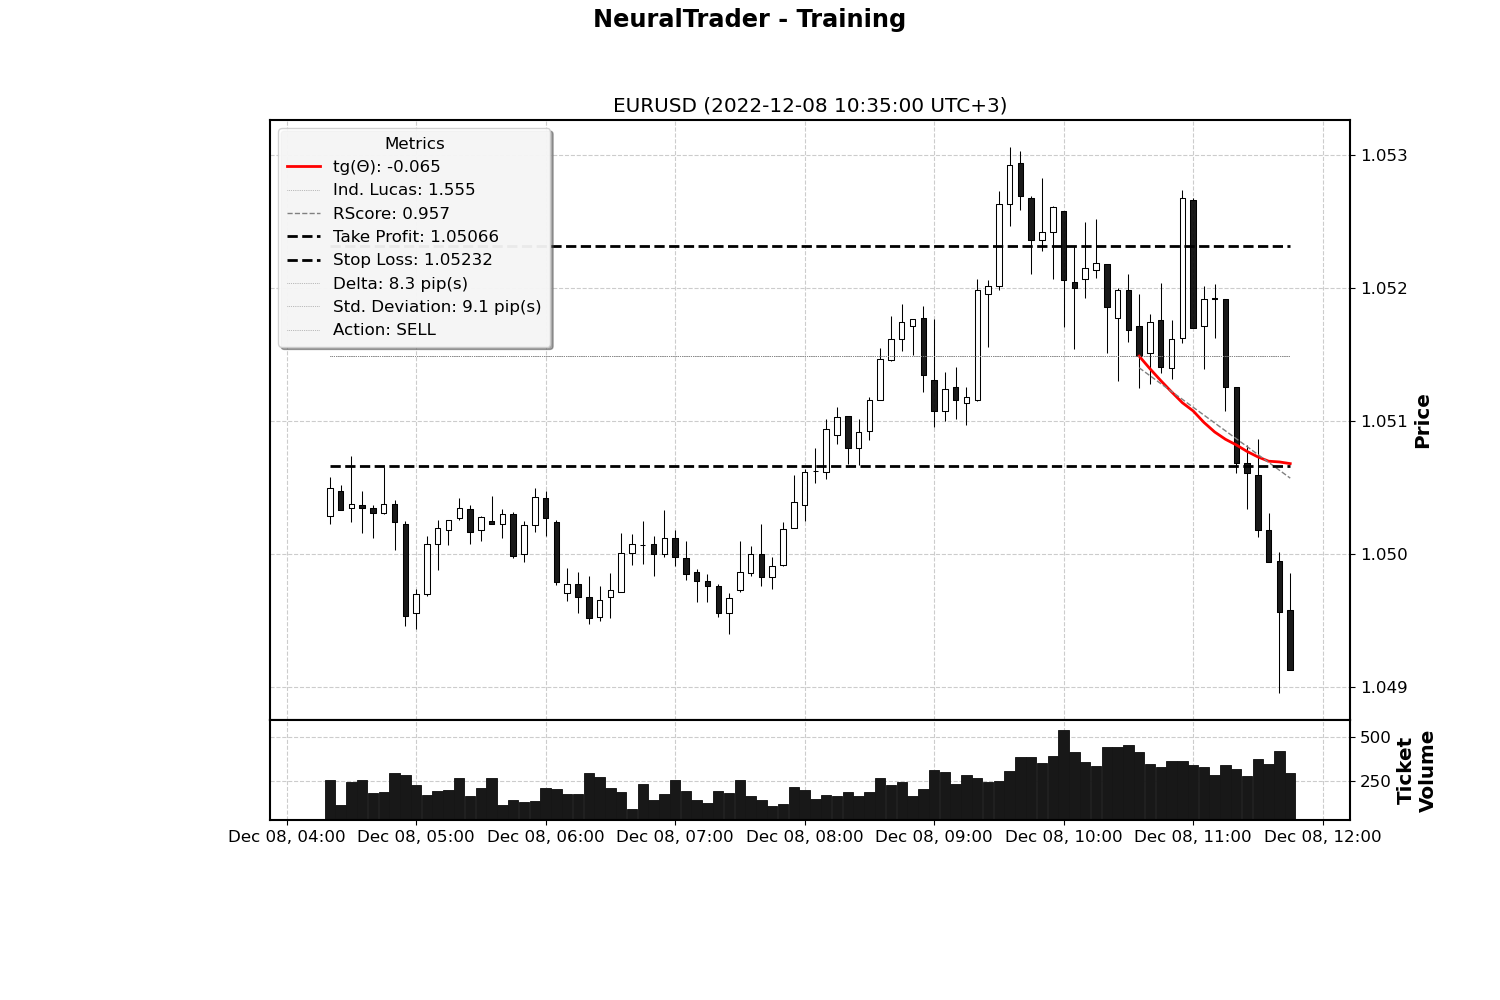 NeuralTrader - Training
EURUSD (2022-12-08 10:35:00 UTC+3)
Metrics
tg(Θ): -0.065
Ind. Lucas: 1.555
RScore: 0.957
Take Profit: 1.05066
Stop Loss: 1.05232
Delta: 8.3 pip(s)
Std. Deviation: 9.1 pip(s)
Action: SELL
1.053
1.052
1.051
1.050
1.049
Price
500
250
Ticket
Volume
Dec 08, 04:00 Dec 08, 05:00 Dec 08, 06:00 Dec 08, 07:00 Dec 08, 08:00 Dec 08, 09:00 Dec 08, 10:00 Dec 08, 11:00 Dec 08, 12:00